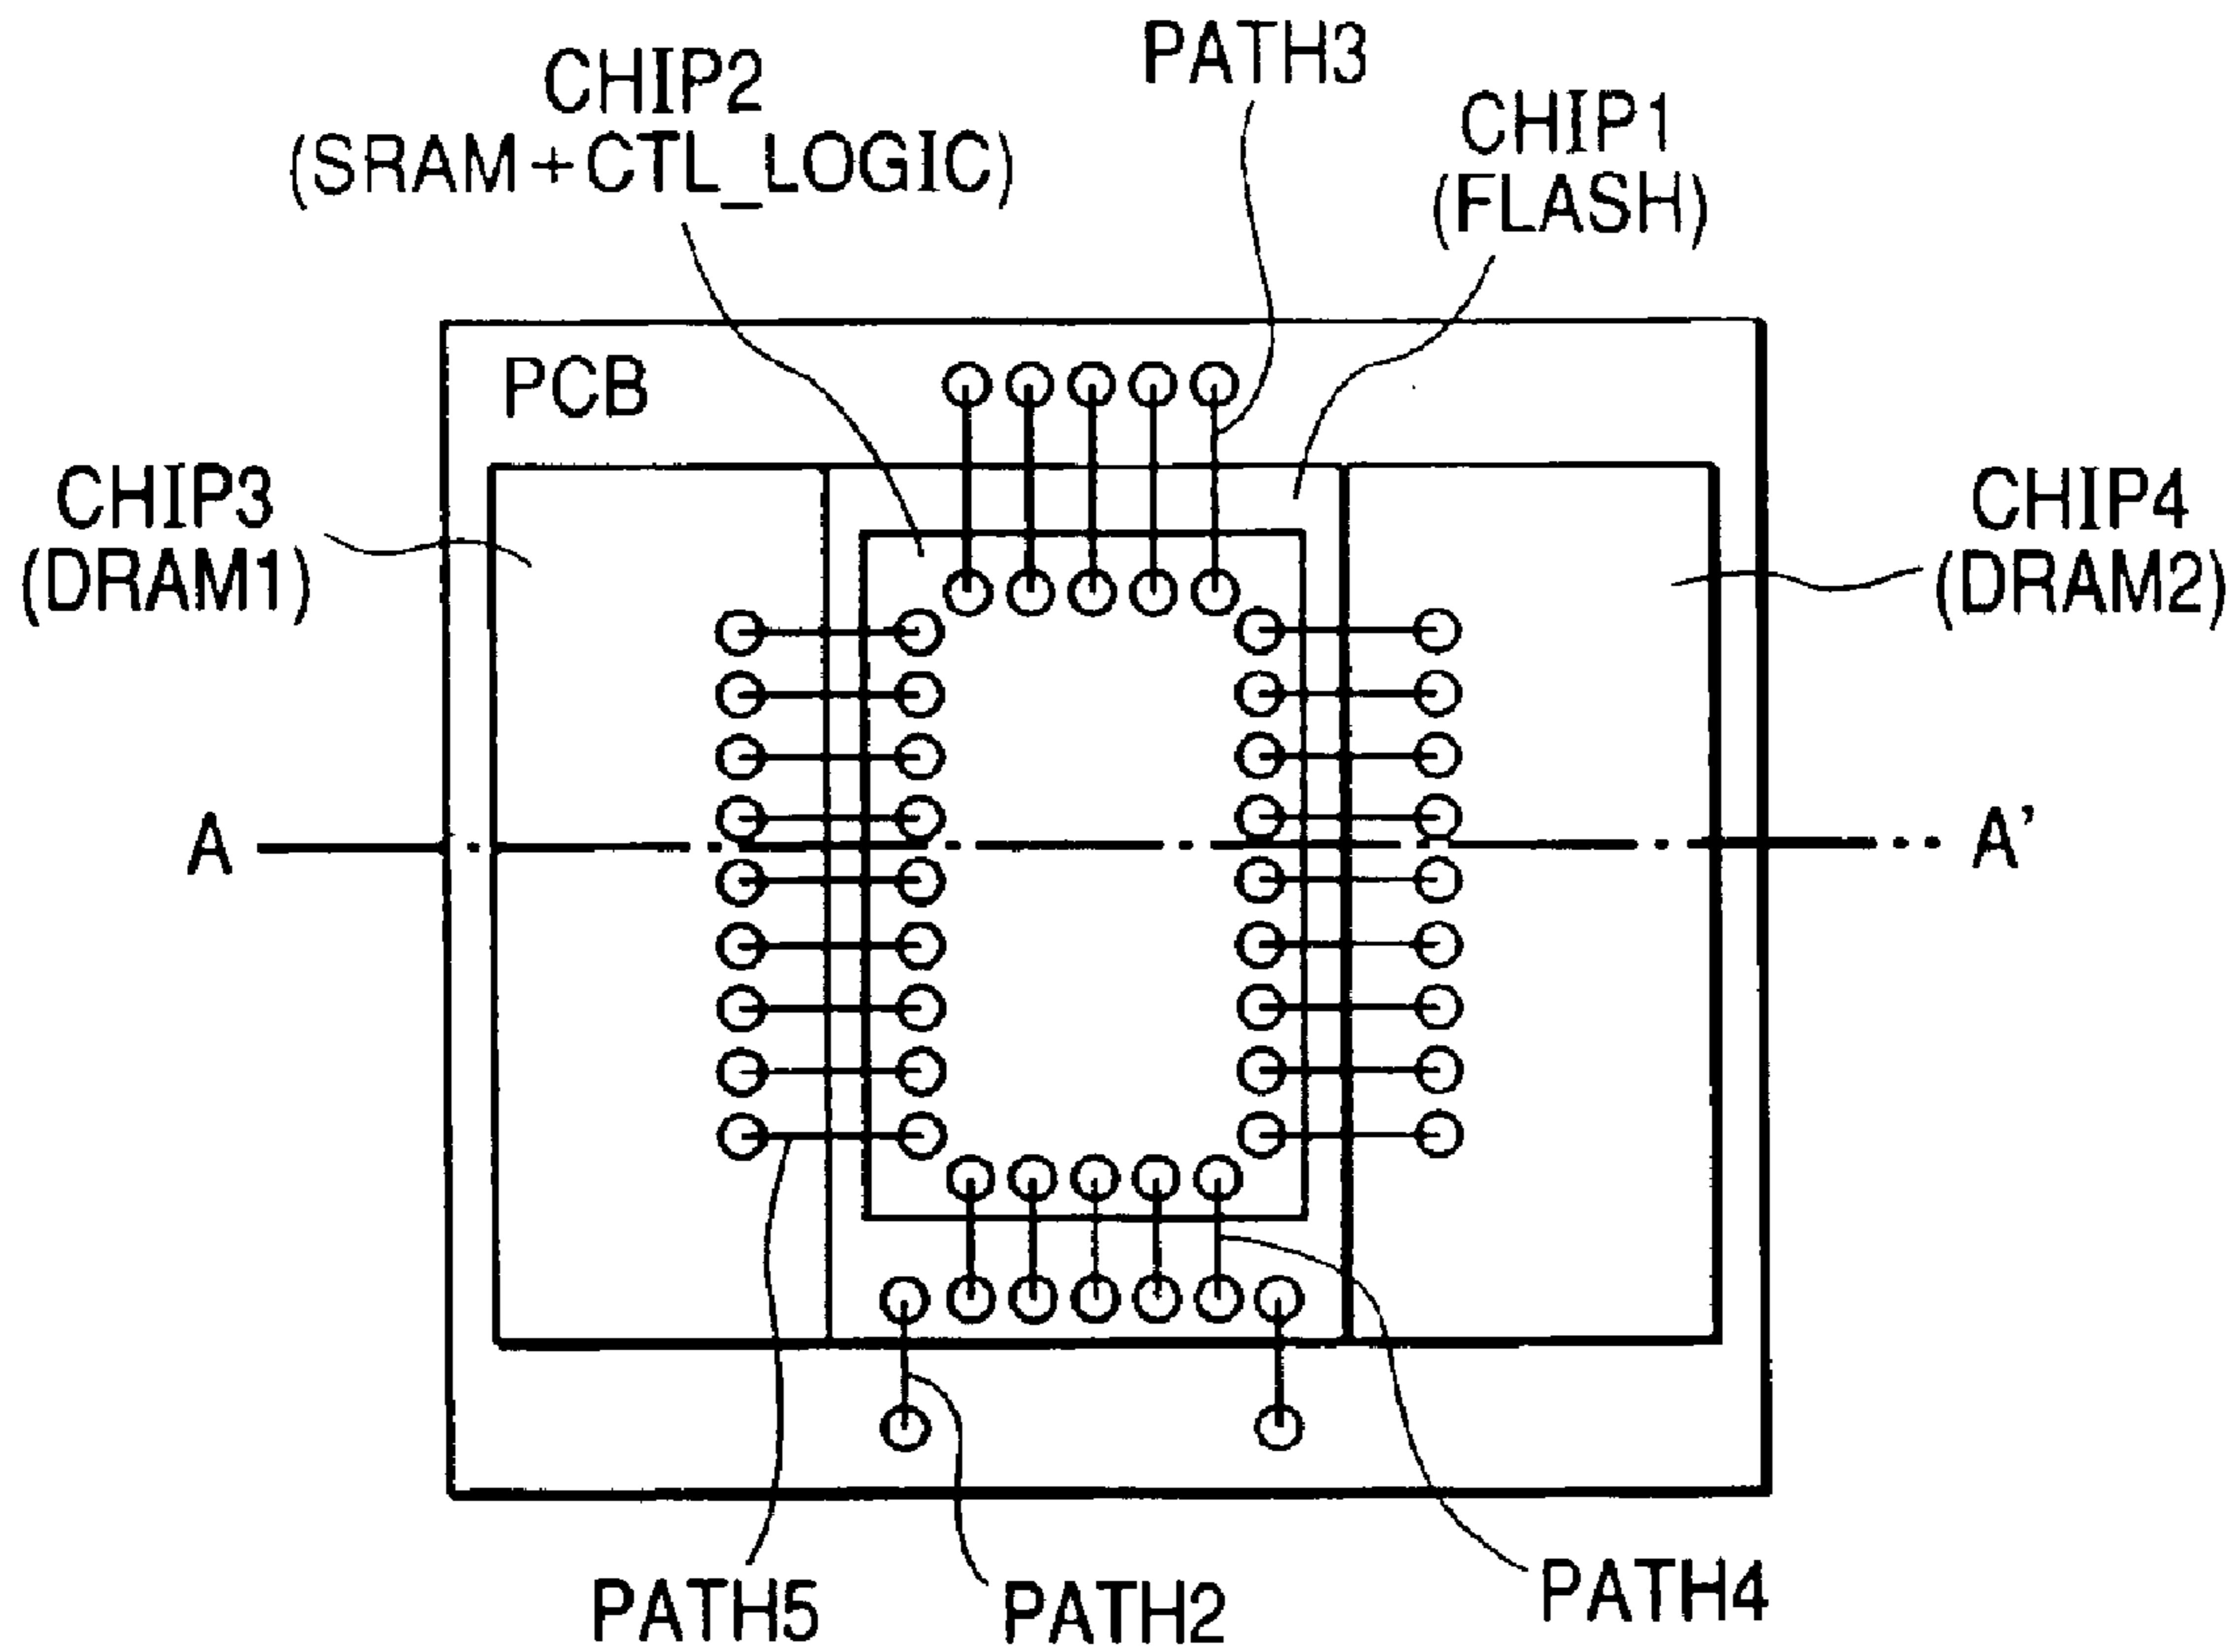 PATH3
CHIP2
(SRAM+CTL_LOGIC)
CHIP1
(FLASH)
PCB
CHIP3
(DRAM1)
CHIP4
(DRAM2)
A
A'
PATH5
PATH2
PATH4